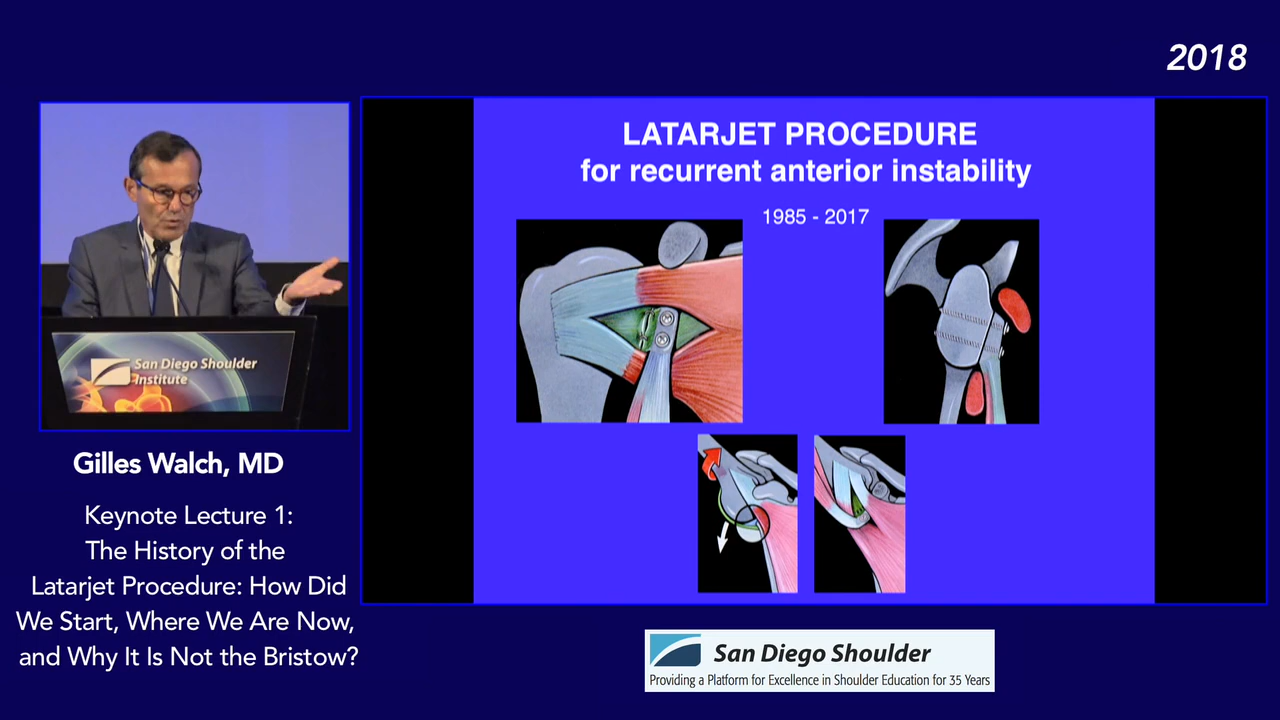 2018
LATARJET PROCEDURE
for recurrent anterior instability
1985 - 2017
San Diego Shoulder
Institute
Gilles Walch, MD
Keynote Lecture 1:
The History of the
Latarjet Procedure: How Did
We Start, Where We Are Now,
and Why It Is Not the Bristow?
San Diego Shoulder
Providing a Platform for Excellence in Shoulder Education for 35 Years